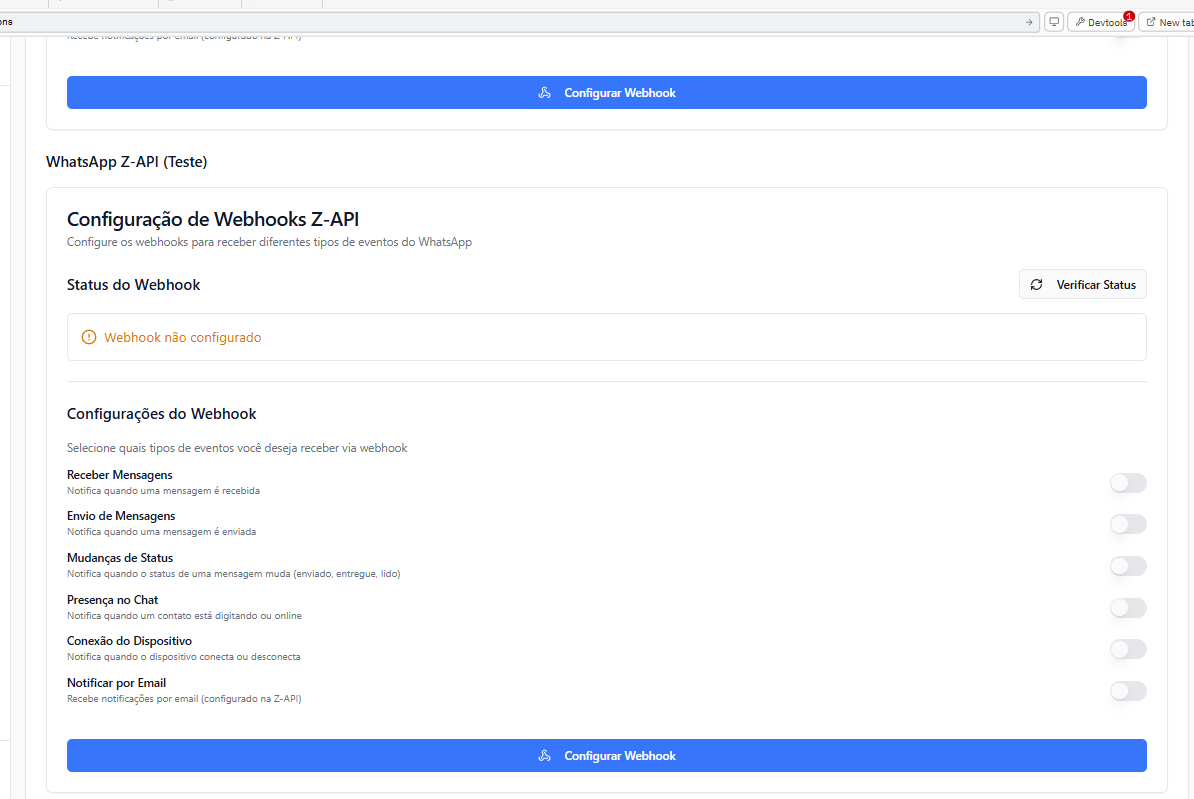 ons
Devtools
1
New tab
Recebe notificações por email (configurado na Z-API)
Configurar Webhook
WhatsApp Z-API (Teste)
Configuração de Webhooks Z-API
Configure os webhooks para receber diferentes tipos de eventos do WhatsApp
Status do Webhook
Verificar Status
Webhook não configurado
Configurações do Webhook
Selecione quais tipos de eventos você deseja receber via webhook
Receber Mensagens
Notifica quando uma mensagem é recebida
Envio de Mensagens
Notifica quando uma mensagem é enviada
Mudanças de Status
Notifica quando o status de uma mensagem muda (enviado, entregue, lido)
Presença no Chat
Notifica quando um contato está digitando ou online
Conexão do Dispositivo
Notifica quando o dispositivo conecta ou desconecta
Notificar por Email
Recebe notificações por email (configurado na Z-API)
Configurar Webhook